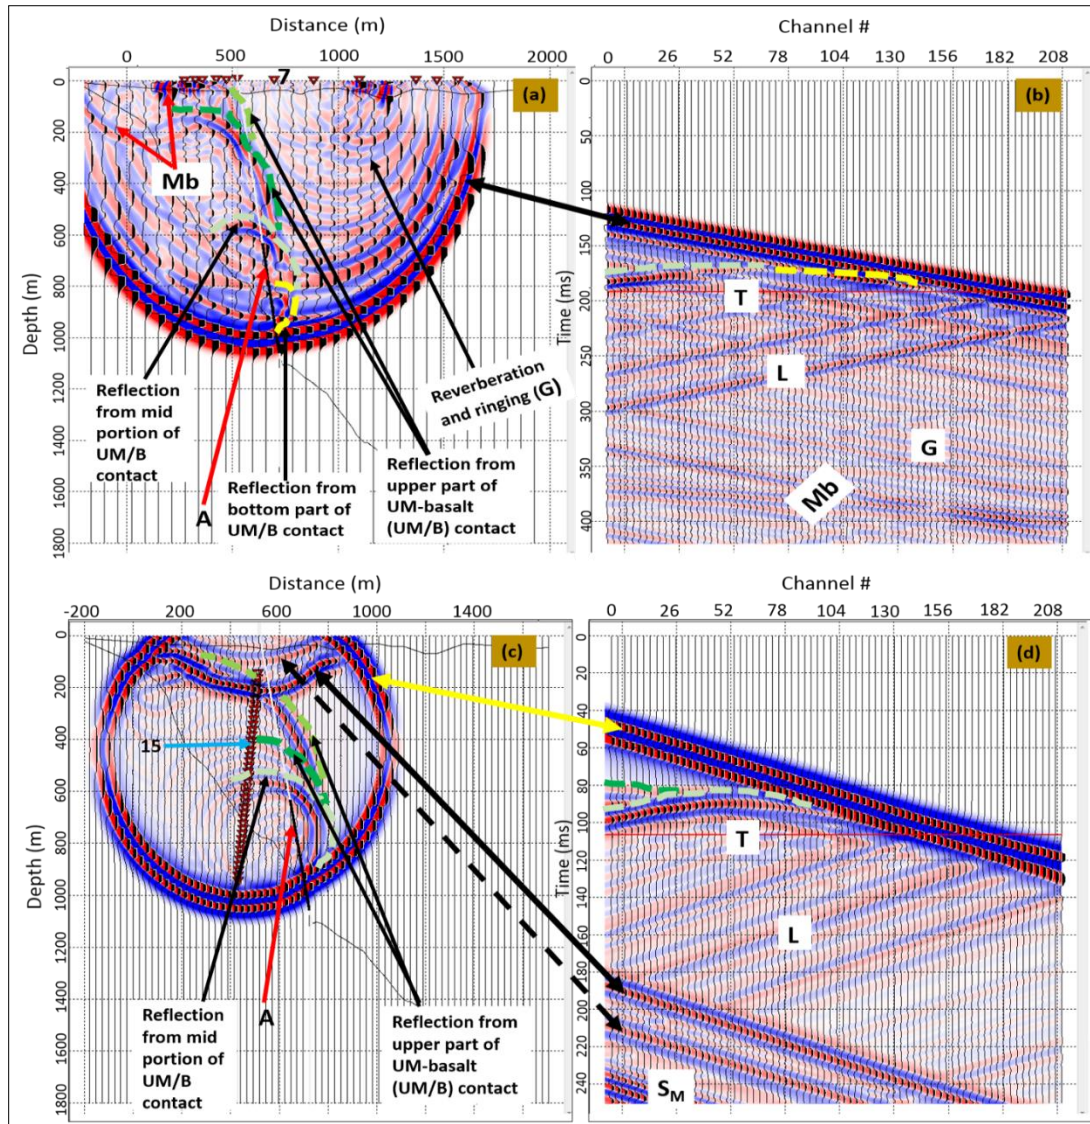 Distance (m)
0 500 1000 1500 2000
7
(a)
Depth (m)
0 200 400 600 800 1000 1200 1400 1600 1800
Mb
Reflection
from mid
portion of
UM/B
contact
A
Reflection from
bottom part of
UM/B contact
Reverberation
and ringing (G)
Reflection from
upper part of
UM-basalt
(UM/B) contact
Channel #
0 26 52 78 104 130 156 182 208
(b)
Time (ms)
0 50 100 150 200 250 300 350 400
T
L
G
Mb
Distance (m)
-200 200 600 1000 1400
(c)
Depth (m)
0 200 400 600 800 1000 1200 1400 1600 1800
15
Reflection
from mid
portion of
UM/B
contact
A
Reflection from
upper part of
UM-basalt
(UM/B) contact
Channel #
0 26 52 78 104 130 156 182 208
(d)
Time (ms)
-20 0 20 40 60 80 100 120 140 160 180 200 220 240
T
L
SM